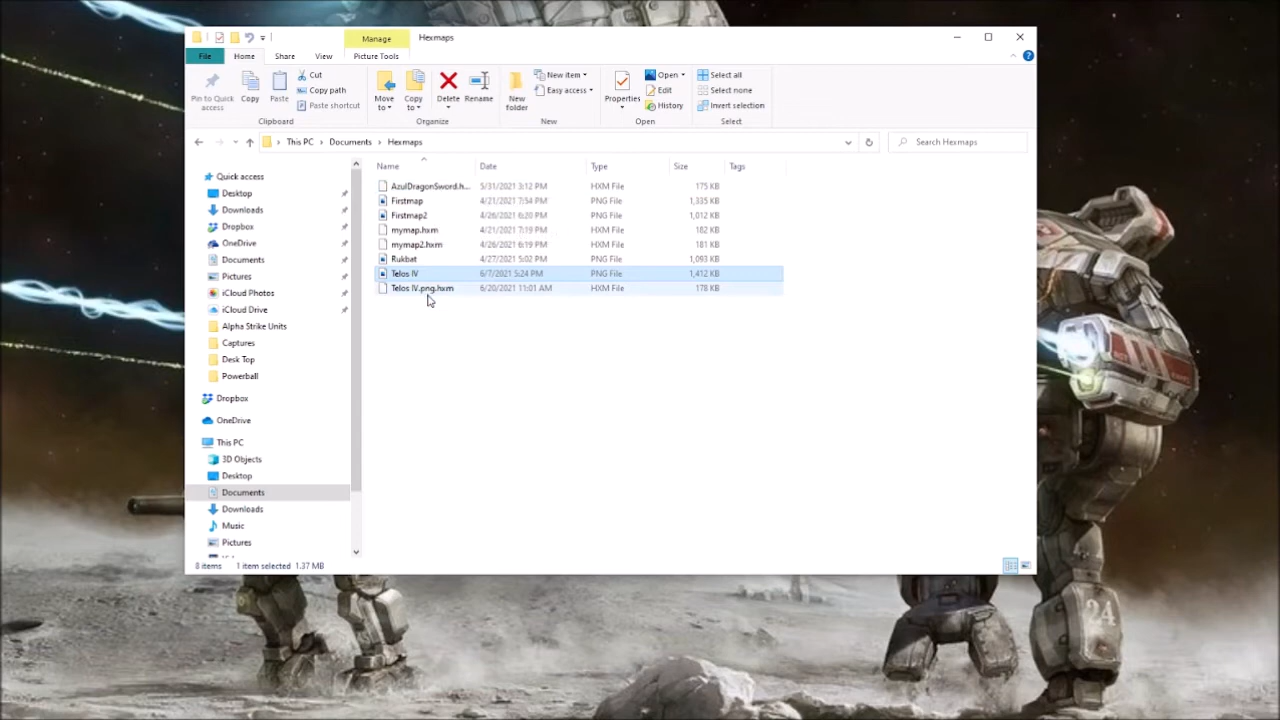 Manage Hexmaps
File Home Share View Picture Tools
Pin to Quick access
Copy
Paste
Cut
Copy path
Paste shortcut
Clipboard
Move to
Copy to
Delete
Rename
Organize
New folder
New item
Easy access
New
Properties
Open
Edit
History
Open
Select all
Select none
Invert selection
Select
This PC Documents Hexmaps
Search Hexmaps
Name Date Type Size Tags
AzulDragonSword.h... 5/31/2021 3:12 PM HXM File 175 KB
Firstmap 4/21/2021 7:54 PM PNG File 1,335 KB
Firstmap2 4/26/2021 6:20 PM PNG File 1,012 KB
mymap.hxm 4/21/2021 7:19 PM HXM File 182 KB
mymap2.hxm 4/26/2021 6:19 PM HXM File 181 KB
Rukbat 4/27/2021 5:02 PM PNG File 1,093 KB
Telos IV 6/7/2021 5:24 PM PNG File 1,412 KB
Telos IV.png.hxm 6/20/2021 11:01 AM HXM File 178 KB
Quick access
Desktop
Downloads
Dropbox
OneDrive
Documents
Pictures
iCloud Photos
iCloud Drive
Alpha Strike Units
Captures
Desk Top
Powerball
Dropbox
OneDrive
This PC
3D Objects
Desktop
Documents
Downloads
Music
Pictures
8 items 1 item selected 1.37 MB
24